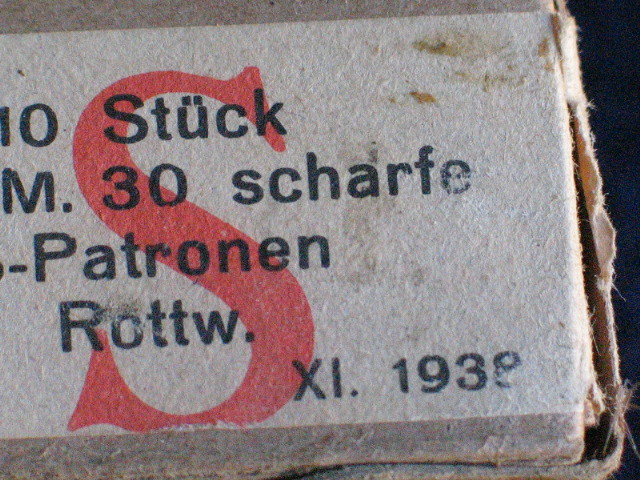 10 Stück
M. 30 scharfe
S-Patronen
Rottw.
XI. 1938
S